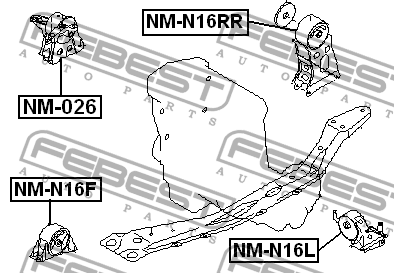 NM-N16RR
NM-026
NM-N16F
NM-N16L
FEBEST
AUTO PARTS
FEBEST
AUTO PARTS
FEBEST
AUTO PARTS
FEBEST
AUTO PARTS